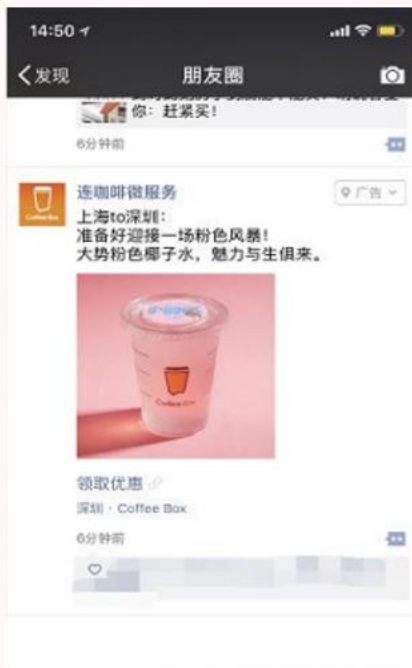 14:50
发现
朋友圈
你：赶紧买！
6分钟前
连咖啡微服务
广告
上海to深圳：
准备好迎接一场粉色风暴！
大势粉色椰子水，魅力与生俱来。
Coffee Box
领取优惠
深圳 · Coffee Box
6分钟前